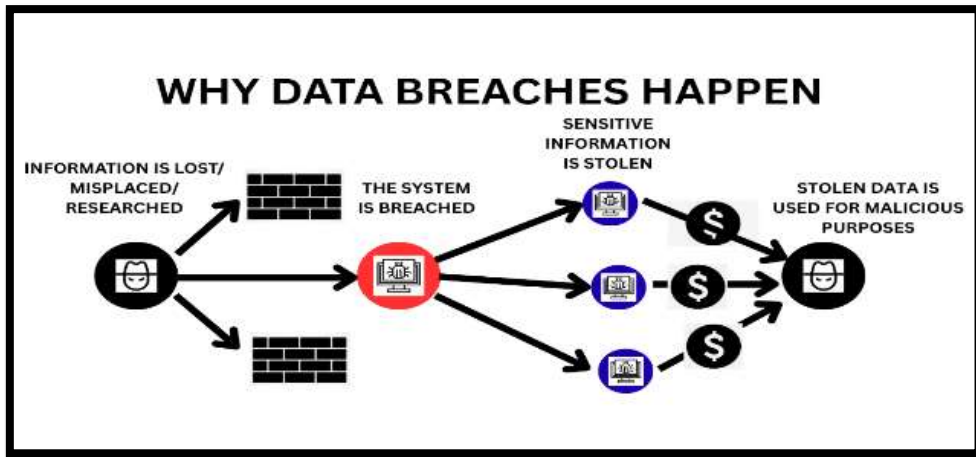 WHY DATA BREACHES HAPPEN
INFORMATION IS LOST/
MISPLACED/
RESEARCHED
THE SYSTEM
IS BREACHED
SENSITIVE
INFORMATION
IS STOLEN
STOLEN DATA IS
USED FOR MALICIOUS
PURPOSES
$
$
$